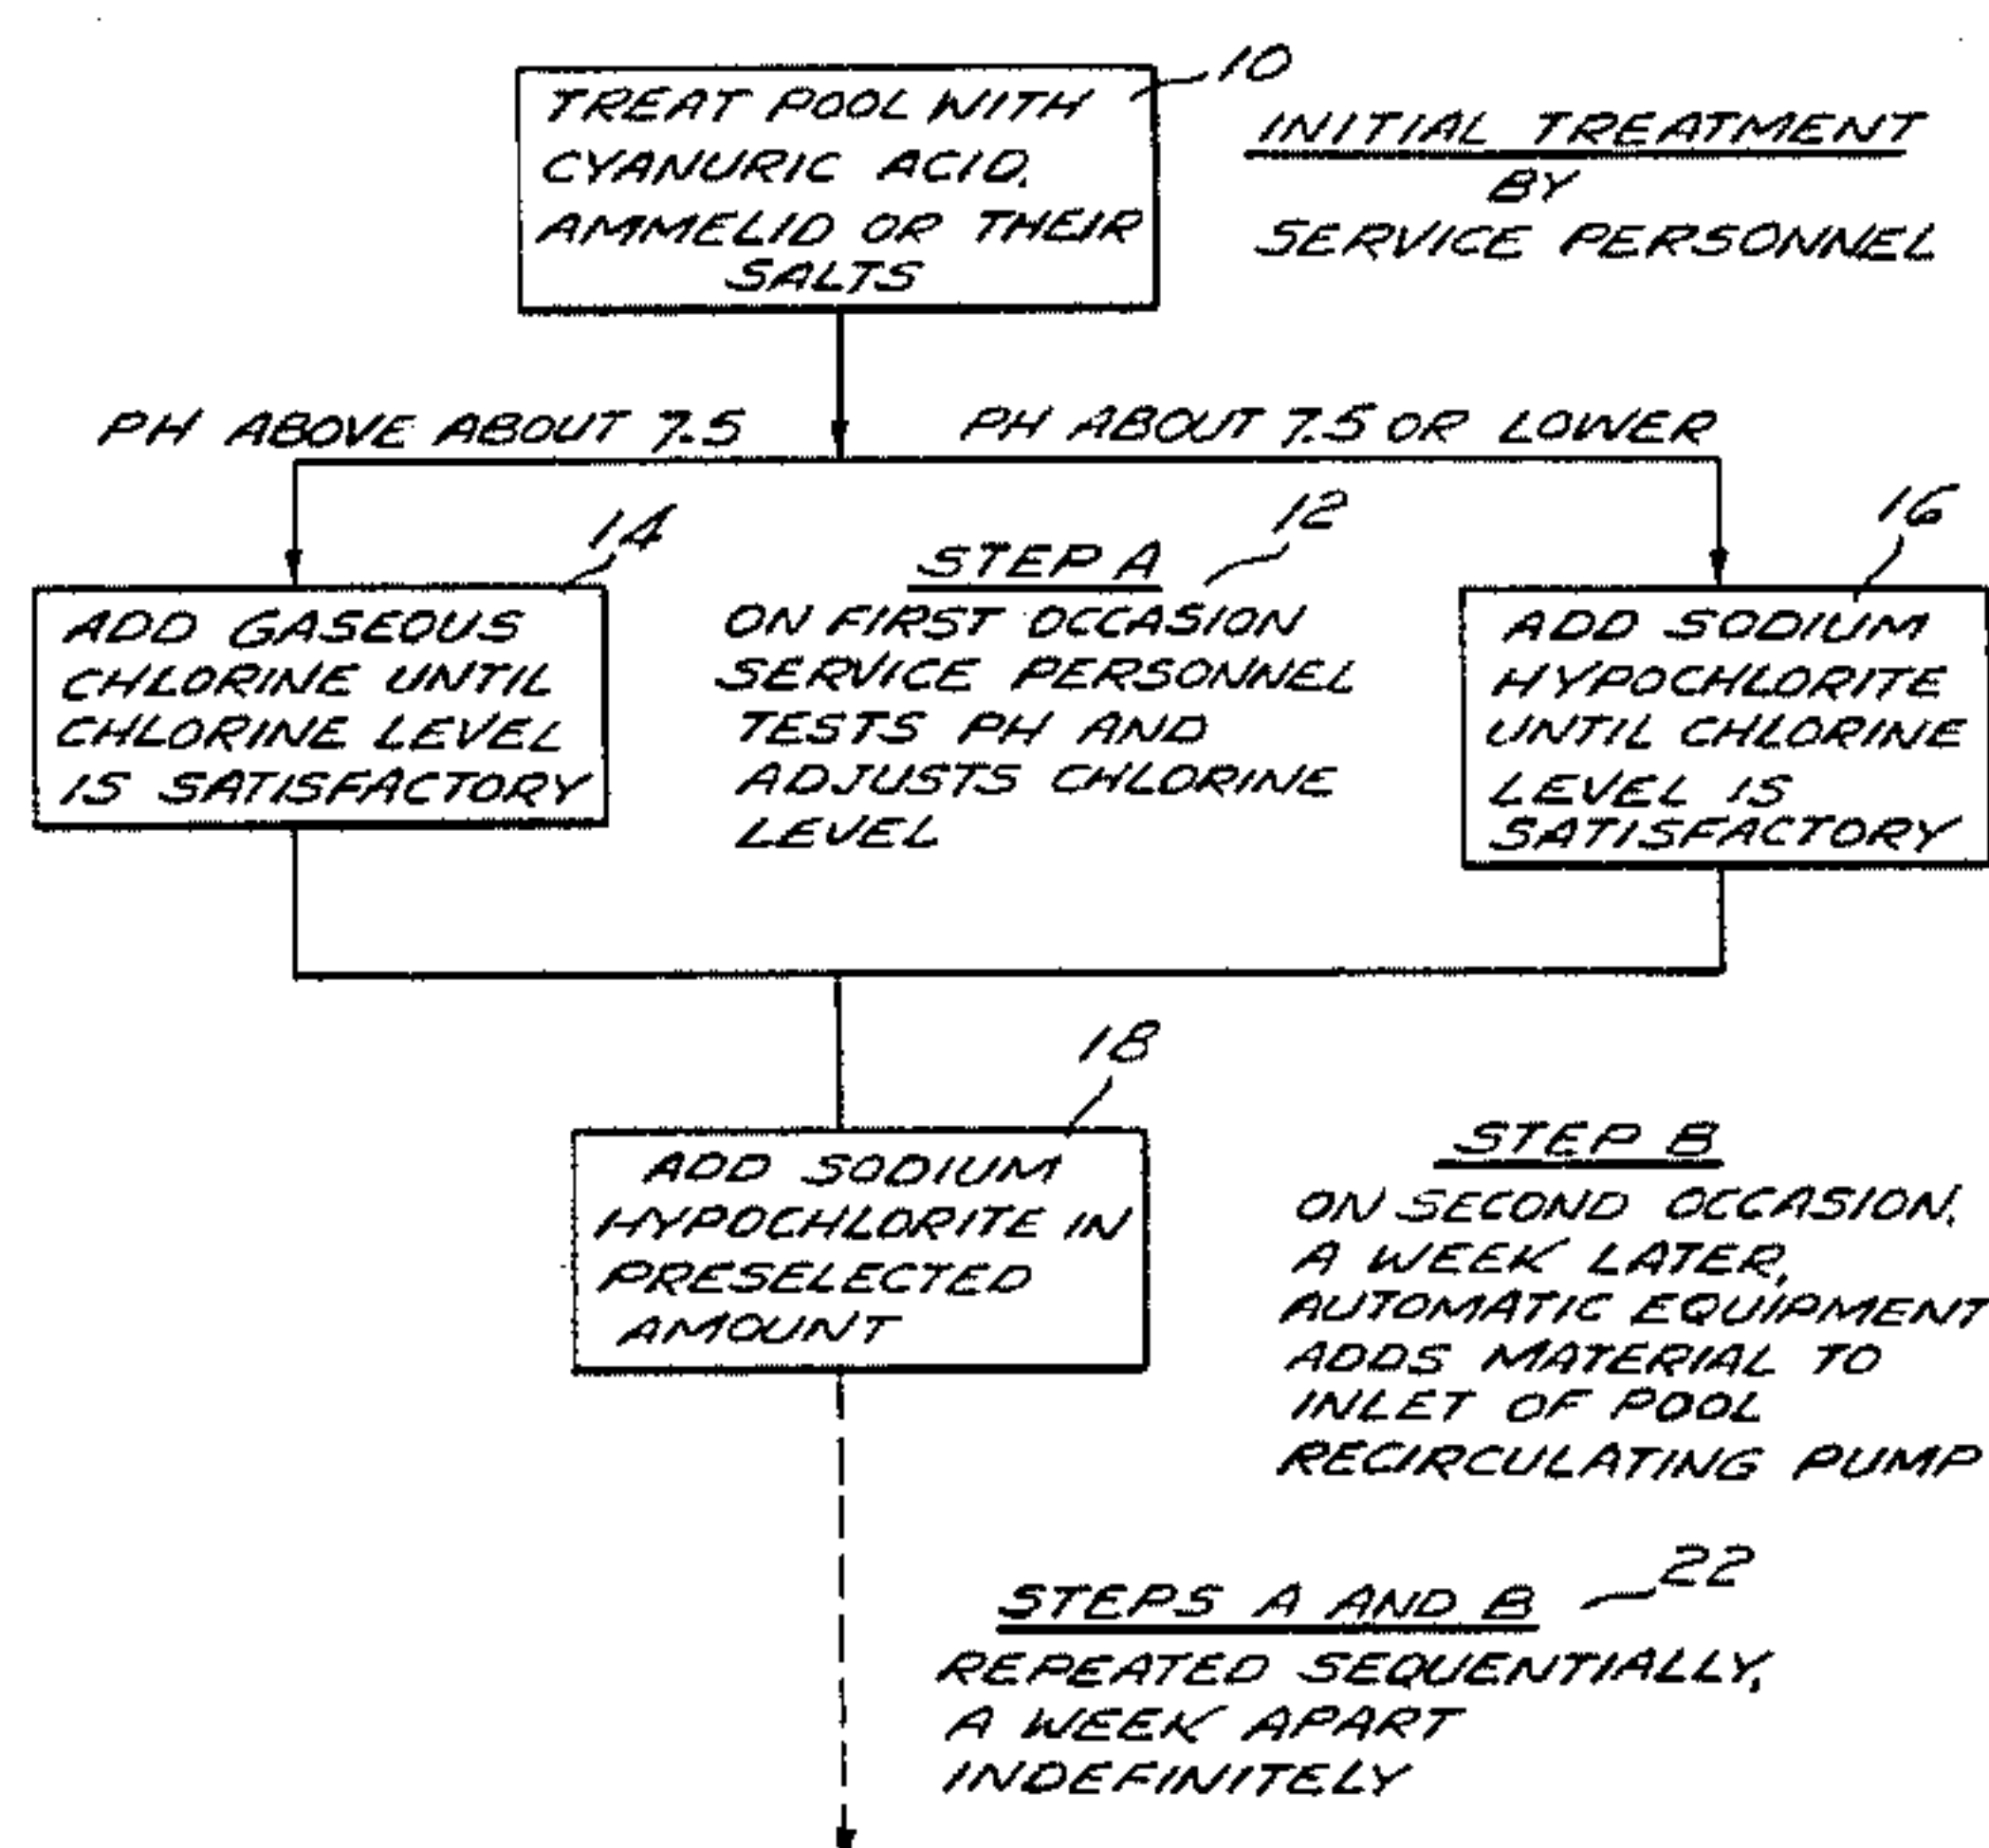 10
TREAT POOL WITH
CYANURIC ACID,
AMMELID OR THEIR
SALTS
INITIAL TREATMENT
BY
SERVICE PERSONNEL
PH ABOVE ABOUT 7.5
PH ABOUT 7.5 OR LOWER
14
ADD GASEOUS
CHLORINE UNTIL
CHLORINE LEVEL
IS SATISFACTORY
12
STEP A
ON FIRST OCCASION
SERVICE PERSONNEL
TESTS PH AND
ADJUSTS CHLORINE
LEVEL
16
ADD SODIUM
HYPOCHLORITE
UNTIL CHLORINE
LEVEL IS
SATISFACTORY
18
ADD SODIUM
HYPOCHLORITE IN
PRESELECTED
AMOUNT
STEP B
ON SECOND OCCASION,
A WEEK LATER,
AUTOMATIC EQUIPMENT
ADDS MATERIAL TO
INLET OF POOL
RECIRCULATING PUMP
22
STEPS A AND B
REPEATED SEQUENTIALLY,
A WEEK APART
INDEFINITELY